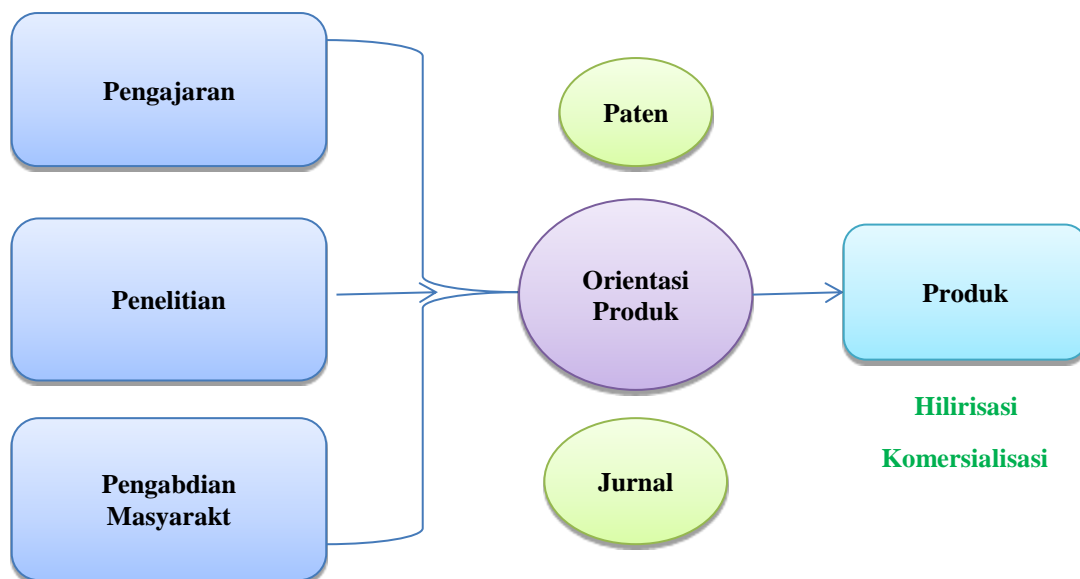 Pengajaran
Penelitian
Pengabdian
Masyarakt
Paten
Orientasi
Produk
Jurnal
Produk
Hilirisasi
Komersialisasi